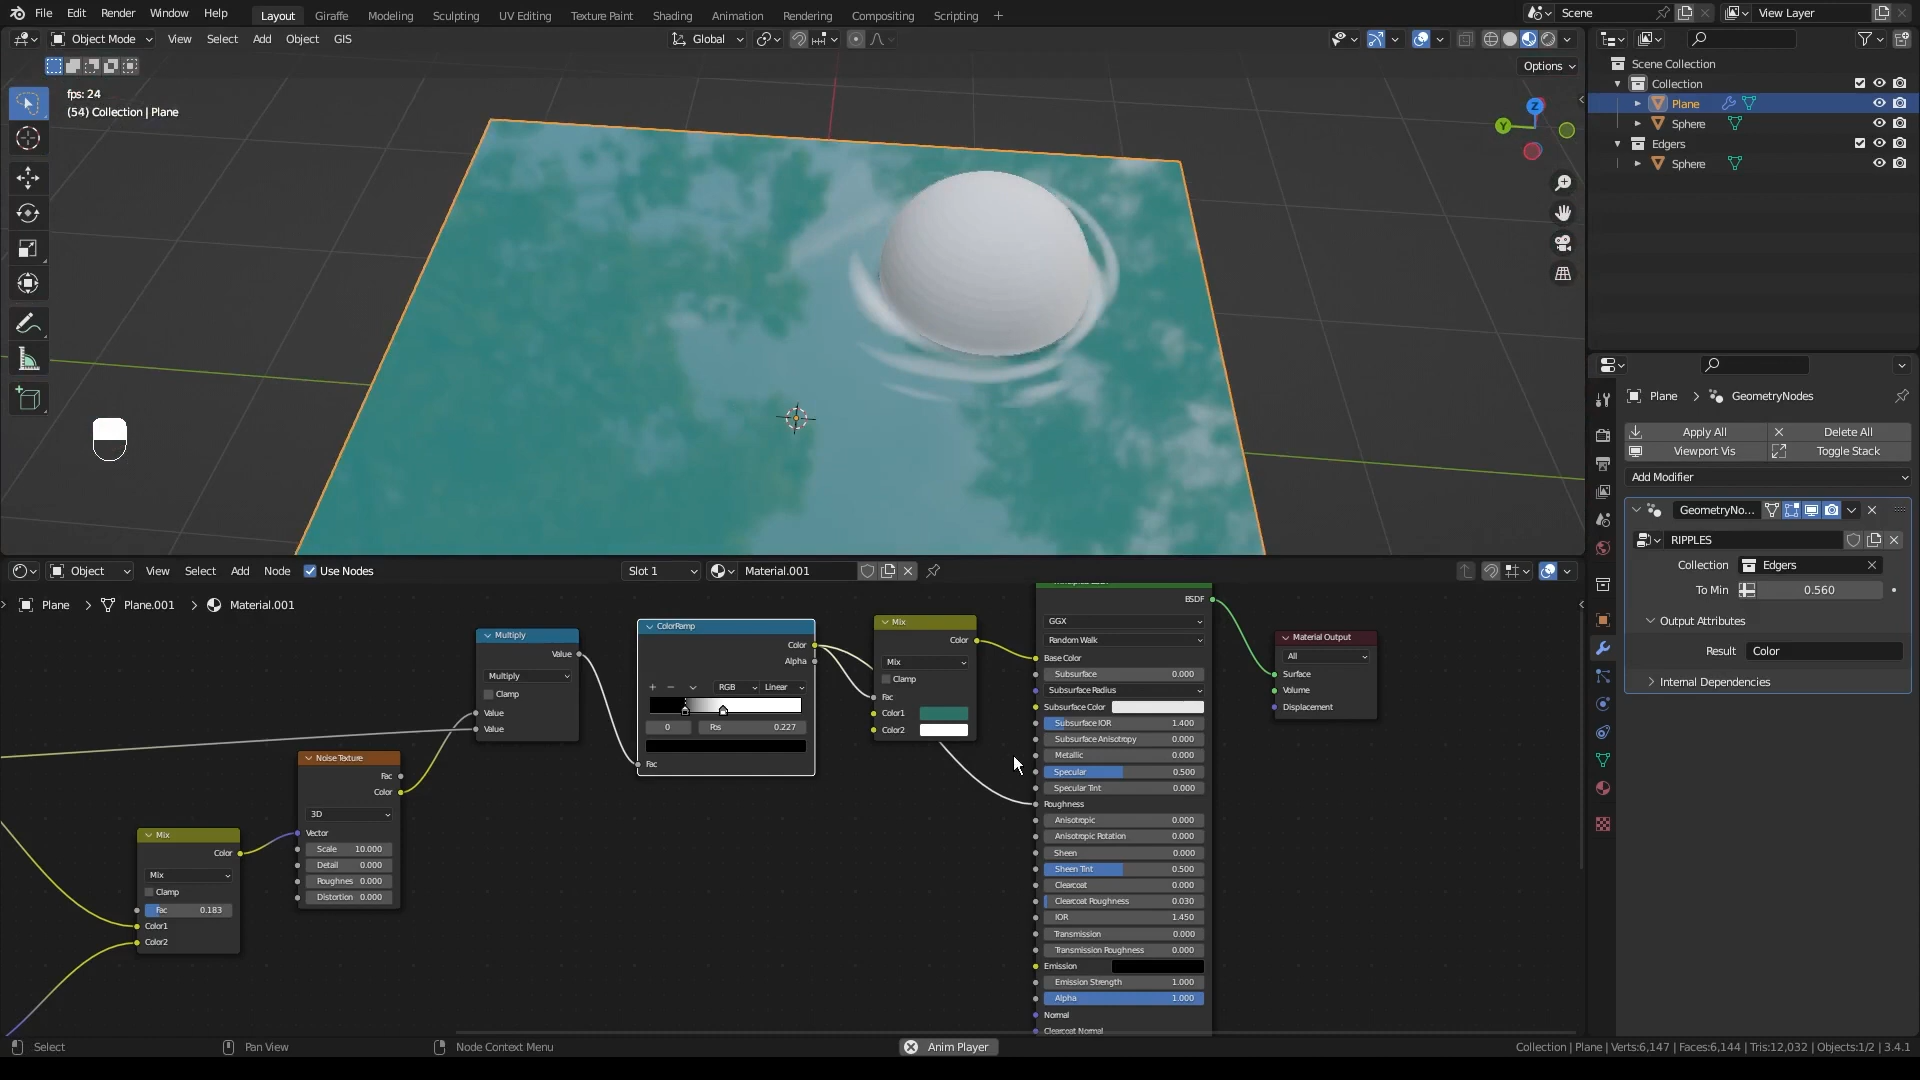 File Edit Render Window Help
Layout Giraffe Modeling Sculpting UV Editing Texture Paint Shading Animation Rendering Compositing Scripting +
Scene
View Layer
Object Mode View Select Add Object GIS
Global
Options
fps: 24
(54) Collection | Plane
Z
Y
Scene Collection
Collection
Plane
Sphere
Edgers
Sphere
Plane > GeometryNodes
Apply All
Delete All
Viewport Vis
Toggle Stack
Add Modifier
GeometryNo...
RIPPLES
Collection Edgers
To Min 0.560
Output Attributes
Result Color
Internal Dependencies
Object View Select Add Node Use Nodes
Slot 1
Material.001
Plane > Plane.001 > Material.001
Multiply
Value
Multiply
Clamp
Value
Value
Noise Texture
Fac
Color
3D
Vector
Scale 10.000
Detail 0.000
Roughnes 0.000
Distortion 0.000
Mix
Color
Mix
Clamp
Fac 0.183
Color1
Color2
ColorRamp
Color
Alpha
RGB Linear
0 Pos 0.227
Fac
Mix
Color
Mix
Clamp
Fac
Color1
Color2
BSDF
GGX
Random Walk
Base Color
Subsurface 0.000
Subsurface Radius
Subsurface Color
Subsurface IOR 1.400
Subsurface Anisotropy 0.000
Metallic 0.000
Specular 0.500
Specular Tint 0.000
Roughness
Anisotropic 0.000
Anisotropic Rotation 0.000
Sheen 0.000
Sheen Tint 0.500
Clearcoat 0.000
Clearcoat Roughness 0.030
IOR 1.450
Transmission 0.000
Transmission Roughness 0.000
Emission
Emission Strength 1.000
Alpha 1.000
Normal
Clearcoat Normal
Material Output
All
Surface
Volume
Displacement
Select
Pan View
Node Context Menu
Anim Player
Collection | Plane | Verts:6,147 | Faces:6,144 | Tris:12,032 | Objects:1/2 | 3.4.1